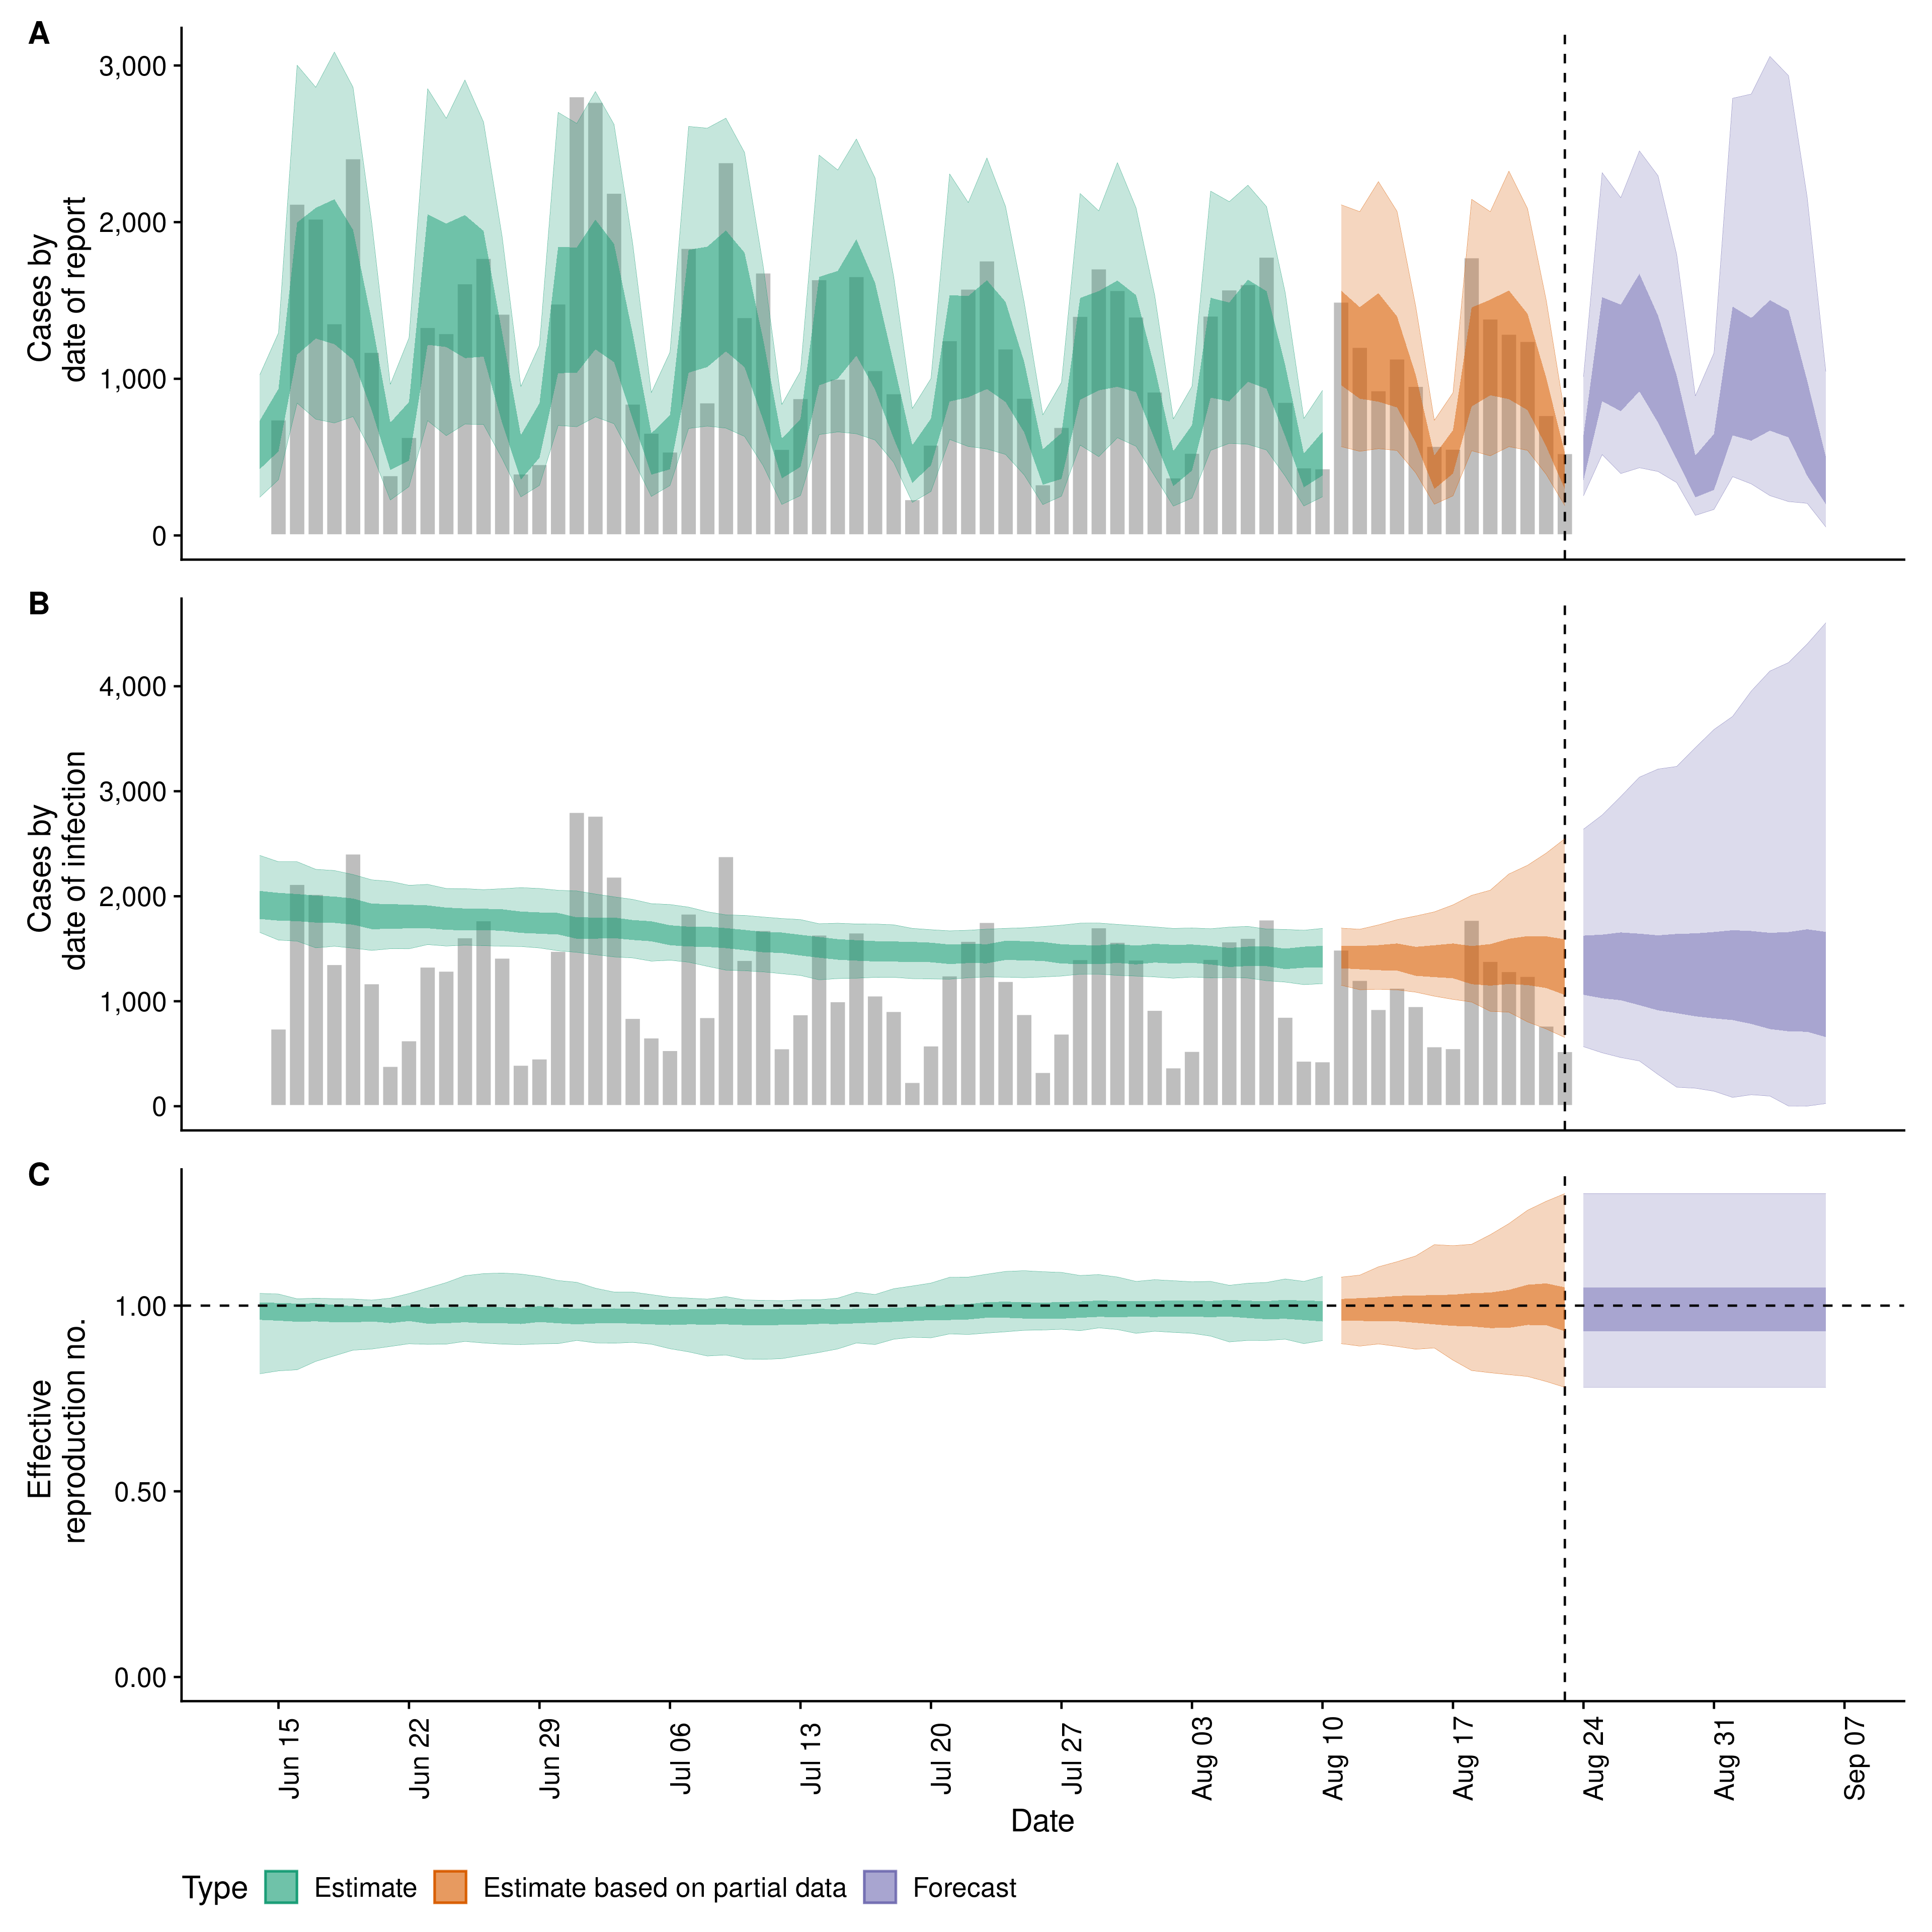 A
Cases by
date of report
3,000
2,000
1,000
0
B
Cases by
date of infection
4,000
3,000
2,000
1,000
0
C
Effective
reproduction no.
1.00
0.50
0.00
Jun 15
Jun 22
Jun 29
Jul 06
Jul 13
Jul 20
Jul 27
Aug 03
Aug 10
Aug 17
Aug 24
Aug 31
Sep 07
Date
Type Estimate Estimate based on partial data Forecast